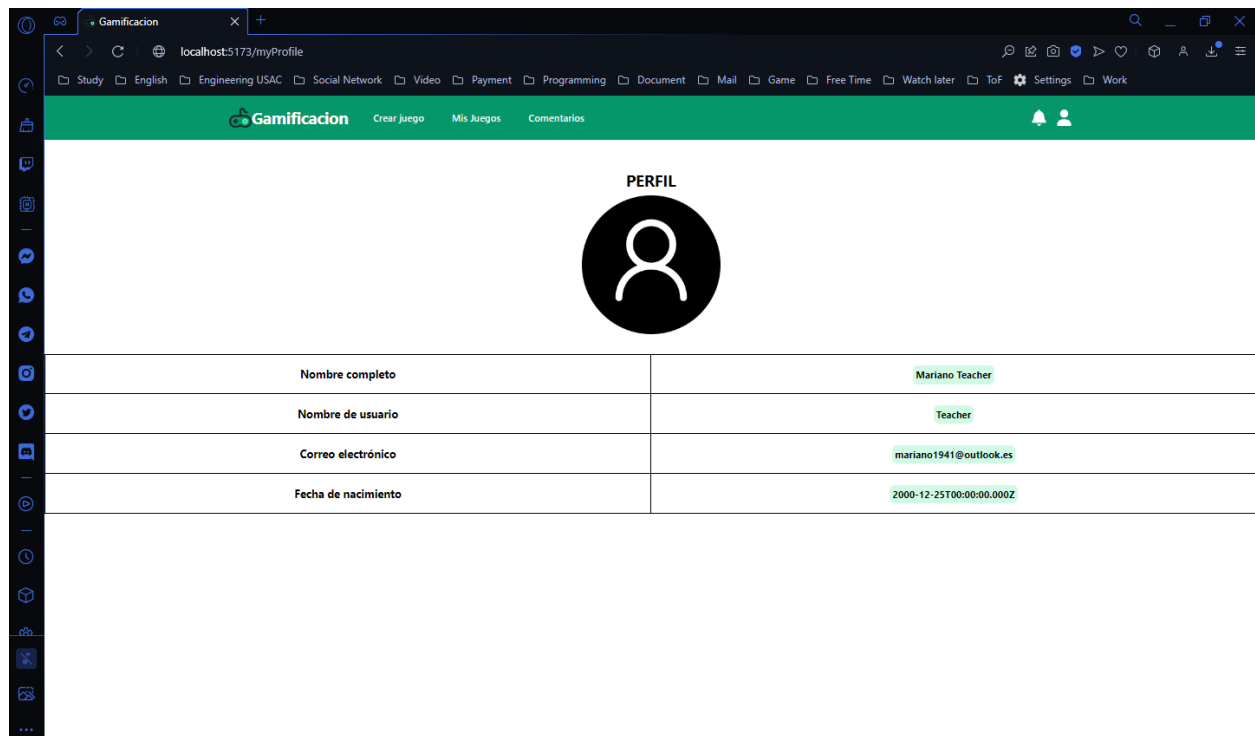 Gamificacion
localhost:5173/myProfile
Study English Engineering USAC Social Network Video Payment Programming Document Mail Game Free Time Watch later ToF Settings Work
Gamificacion Crear juego Mis Juegos Comentarios
PERFIL
Nombre completo Mariano Teacher
Nombre de usuario Teacher
Correo electrónico mariano1941@outlook.es
Fecha de nacimiento 2000-12-25T00:00:00.000Z